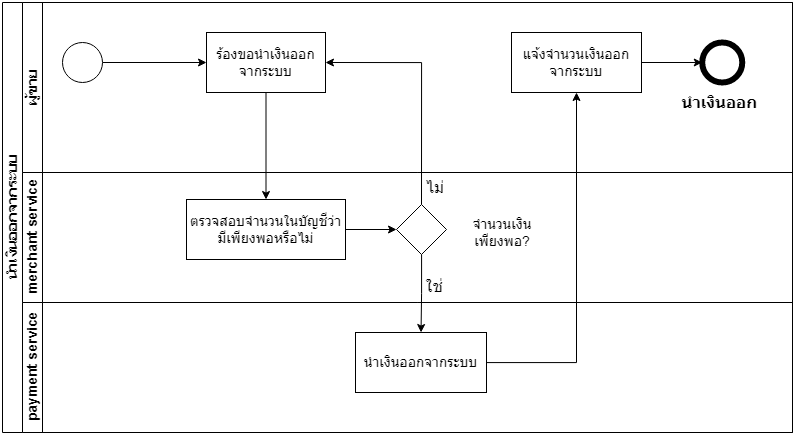 นำเงินออกจากระบบ
ผู้ขาย
ร้องขอนำเงินออก
จากระบบ
แจ้งจำนวนเงินออก
จากระบบ
นำเงินออก
merchant service
ไม่
ตรวจสอบจำนวนในบัญชีว่า
มีเพียงพอหรือไม่
จำนวนเงิน
เพียงพอ?
ใช่
payment service
นำเงินออกจากระบบ